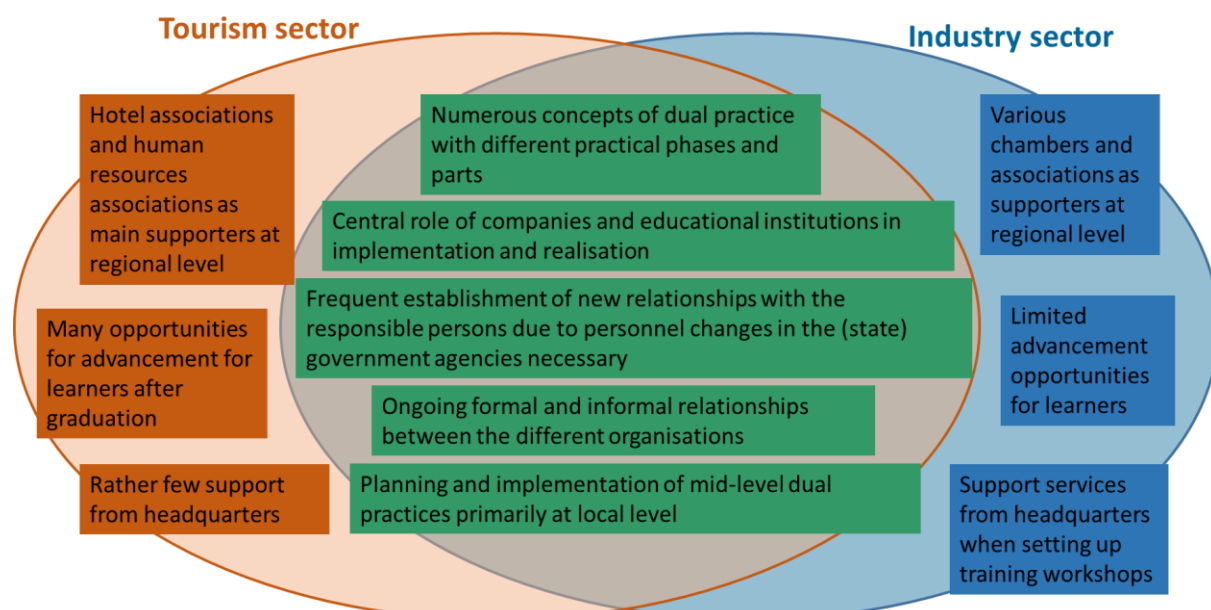 Tourism sector
Industry sector
Hotel associations
and human
resources
associations as
main supporters at
regional level
Many opportunities
for advancement for
learners after
graduation
Rather few support
from headquarters
Numerous concepts of dual practice
with different practical phases and
parts
Central role of companies and educational institutions in
implementation and realisation
Frequent establishment of new relationships with the
responsible persons due to personnel changes in the (state)
government agencies necessary
Ongoing formal and informal relationships
between the different organisations
Planning and implementation of mid-level dual
practices primarily at local level
Various
chambers and
associations as
supporters at
regional level
Limited
advancement
opportunities
for learners
Support services
from headquarters
when setting up
training workshops